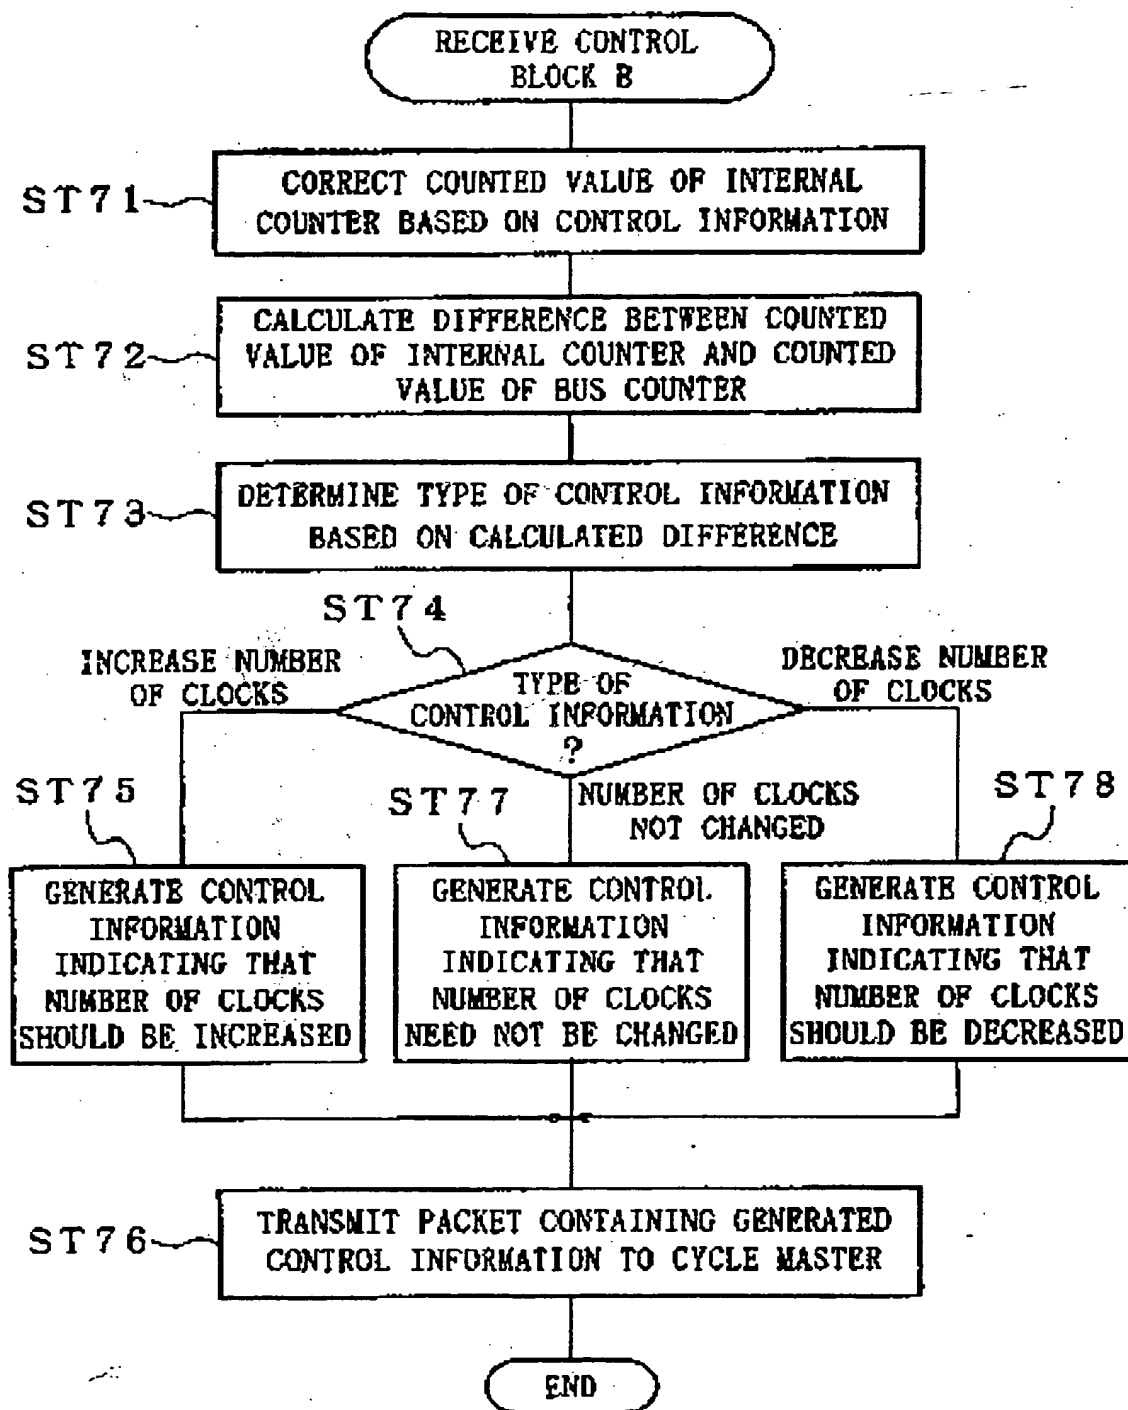 RECEIVE CONTROL
BLOCK B
ST71
CORRECT COUNTED VALUE OF INTERNAL
COUNTER BASED ON CONTROL INFORMATION
ST72
CALCULATE DIFFERENCE BETWEEN COUNTED
VALUE OF INTERNAL COUNTER AND COUNTED
VALUE OF BUS COUNTER
ST73
DETERMINE TYPE OF CONTROL INFORMATION
BASED ON CALCULATED DIFFERENCE
ST74
INCREASE NUMBER
OF CLOCKS
TYPE OF
CONTROL INFORMATION
?
DECREASE NUMBER
OF CLOCKS
NUMBER OF CLOCKS
NOT CHANGED
ST75
GENERATE CONTROL
INFORMATION
INDICATING THAT
NUMBER OF CLOCKS
SHOULD BE INCREASED
ST77
GENERATE CONTROL
INFORMATION
INDICATING THAT
NUMBER OF CLOCKS
NEED NOT BE CHANGED
ST78
GENERATE CONTROL
INFORMATION
INDICATING THAT
NUMBER OF CLOCKS
SHOULD BE DECREASED
ST76
TRANSMIT PACKET CONTAINING GENERATED
CONTROL INFORMATION TO CYCLE MASTER
END